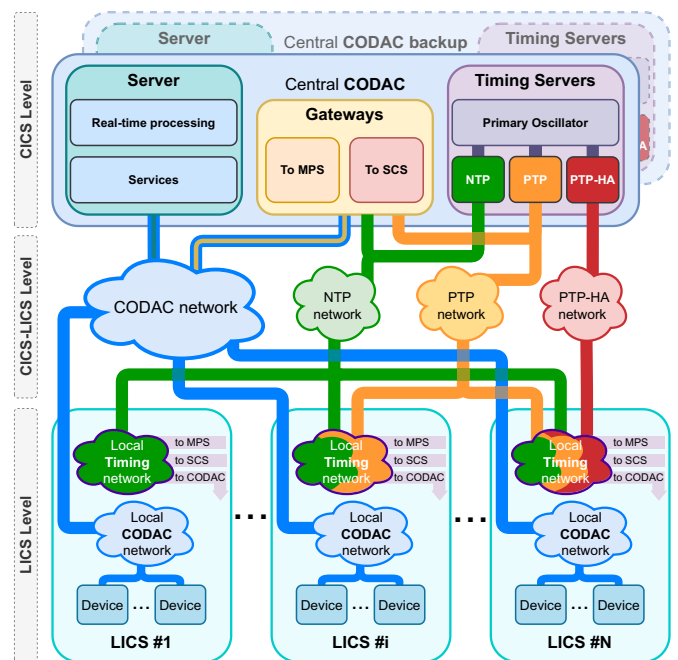 Server
Central CODAC backup
Timing Servers
CICS Level
Server
Central CODAC
Timing Servers
Real-time processing
Services
Gateways
To MPS
To SCS
Primary Oscillator
NTP
PTP
PTP-HA
A
CICS-LICS Level
CODAC network
NTP
network
PTP
network
PTP-HA
network
LICS Level
Local
Timing
network
to MPS
to SCS
to CODAC
Local
CODAC
network
Device
...
Device
LICS #1
...
Local
Timing
network
to MPS
to SCS
to CODAC
Local
CODAC
network
Device
...
Device
LICS #i
...
Local
Timing
network
to MPS
to SCS
to CODAC
Local
CODAC
network
Device
...
Device
LICS #N